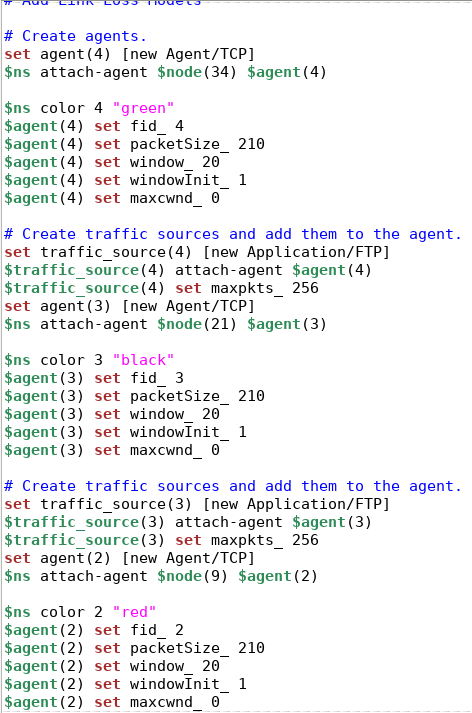 # Add Link Loss Models
# Create agents.
set agent(4) [new Agent/TCP]
$ns attach-agent $node(34) $agent(4)
$ns color 4 "green"
$agent(4) set fid_ 4
$agent(4) set packetSize_ 210
$agent(4) set window_ 20
$agent(4) set windowInit_ 1
$agent(4) set maxcwnd_ 0
# Create traffic sources and add them to the agent.
set traffic_source(4) [new Application/FTP]
$traffic_source(4) attach-agent $agent(4)
$traffic_source(4) set maxpkts_ 256
set agent(3) [new Agent/TCP]
$ns attach-agent $node(21) $agent(3)
$ns color 3 "black"
$agent(3) set fid_ 3
$agent(3) set packetSize_ 210
$agent(3) set window_ 20
$agent(3) set windowInit_ 1
$agent(3) set maxcwnd_ 0
# Create traffic sources and add them to the agent.
set traffic_source(3) [new Application/FTP]
$traffic_source(3) attach-agent $agent(3)
$traffic_source(3) set maxpkts_ 256
set agent(2) [new Agent/TCP]
$ns attach-agent $node(9) $agent(2)
$ns color 2 "red"
$agent(2) set fid_ 2
$agent(2) set packetSize_ 210
$agent(2) set window_ 20
$agent(2) set windowInit_ 1
$agent(2) set maxcwnd_ 0